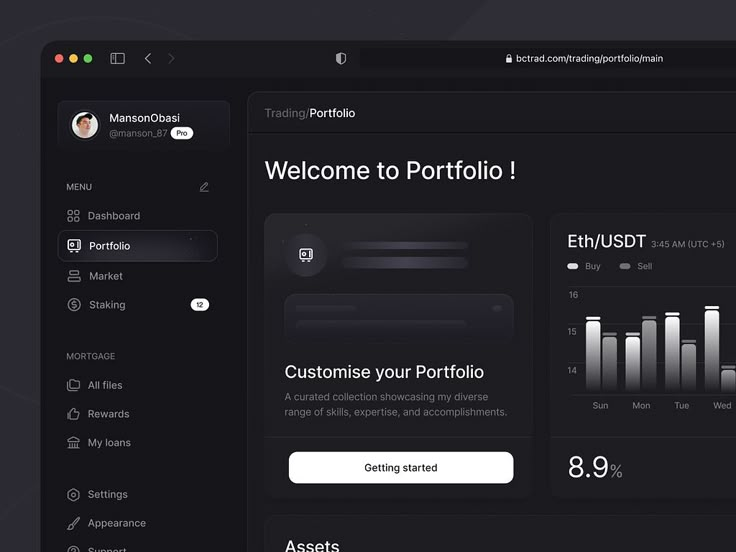 bctrad.com/trading/portfolio/main
MansonObasi
@manson_87 Pro
MENU
Dashboard
Portfolio
Market
Staking 12
MORTGAGE
All files
Rewards
My loans
Settings
Appearance
Support
Trading/Portfolio
Welcome to Portfolio !
Customise your Portfolio
A curated collection showcasing my diverse
range of skills, expertise, and accomplishments.
Getting started
Eth/USDT 3:45 AM (UTC +5)
Buy Sell
16
15
14
Sun Mon Tue Wed
8.9%
Assets